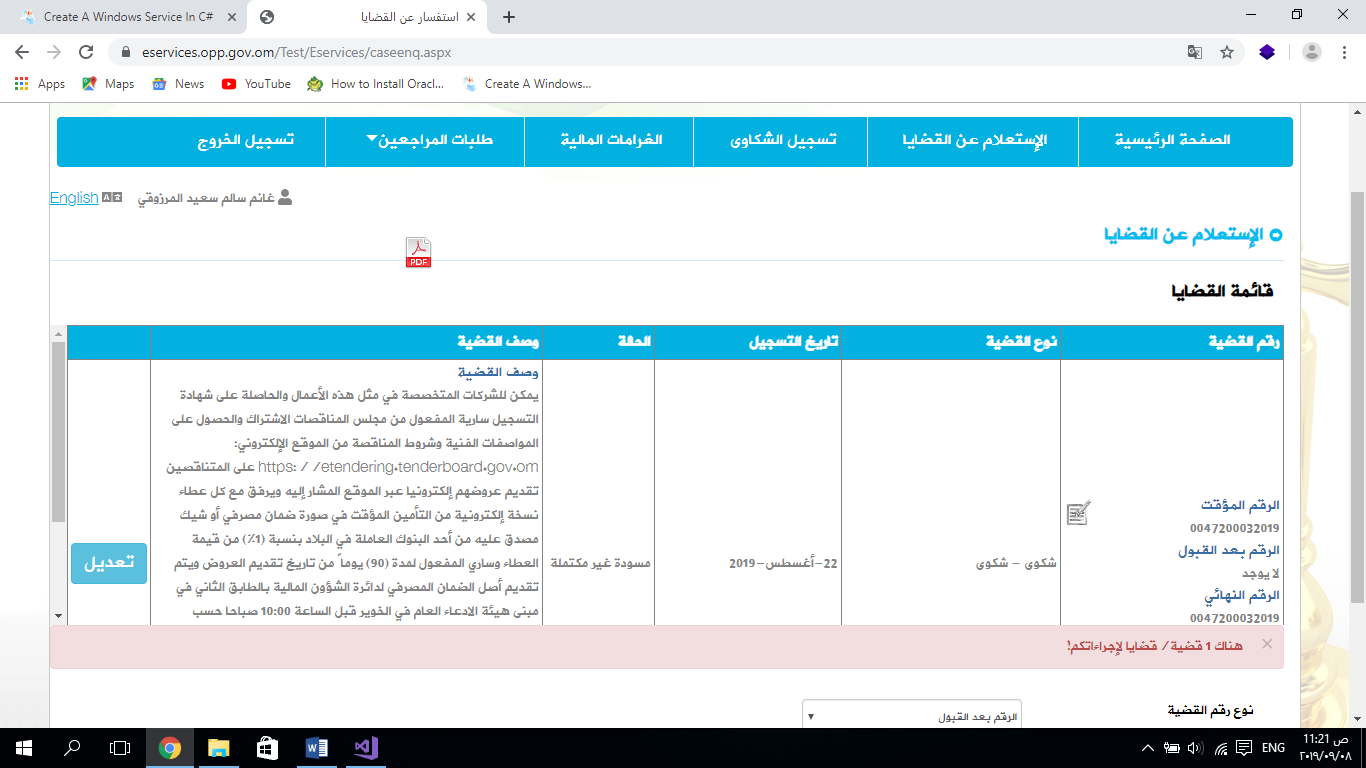 Create A Windows Service In C#
استفسار عن القضايا
eservices.opp.gov.om/Test/Eservices/caseenq.aspx
Apps
Maps
News
YouTube
How to Install Oracl...
Create A Windows...
الصفحة الرئيسية
الإستعلام عن القضايا
تسجيل الشكاوى
الغرامات المالية
طلبات المراجعين
تسجيل الخروج
غانم سالم سعيد المرزوقي
English
الإستعلام عن القضايا
PDF
قائمة القضايا
رقم القضية
نوع القضية
تاريخ التسجيل
الحالة
وصف القضية
الرقم المؤقت
0047200032019
الرقم بعد القبول
لا يوجد
الرقم النهائي
0047200032019
شكوى - شكوى
22-أغسطس-2019
مسودة غير مكتملة
وصف القضية
يمكن للشركات المتخصصة في مثل هذه الأعمال والحاصلة على شهادة
التسجيل سارية المفعول من مجلس المناقصات الاشتراك والحصول على
المواصفات الفنية وشروط المناقصة من الموقع الإلكتروني:
https: / /etendering.tenderboard.gov.om على المتناقصين
تقديم عروضهم إلكترونيا عبر الموقع المشار إليه ويرفق مع كل عطاء
نسخة إلكترونية من التأمين المؤقت في صورة ضمان مصرفي أو شيك
مصدق عليه من أحد البنوك العاملة في البلاد بنسبة (1٪) من قيمة
العطاء وساري المفعول لمدة (90) يوماً من تاريخ تقديم العروض ويتم
تقديم أصل الضمان المصرفي لدائرة الشؤون المالية بالطابق الثاني في
مبنى هيئة الادعاء العام في الخوير قبل الساعة 10:00 صباحا حسب
تعديل
هناك 1 قضية / قضايا لإجراءاتكم!
نوع رقم القضية
الرقم بعد القبول
ENG
11:21 ص
٢٠١٩/٠٩/٠٨